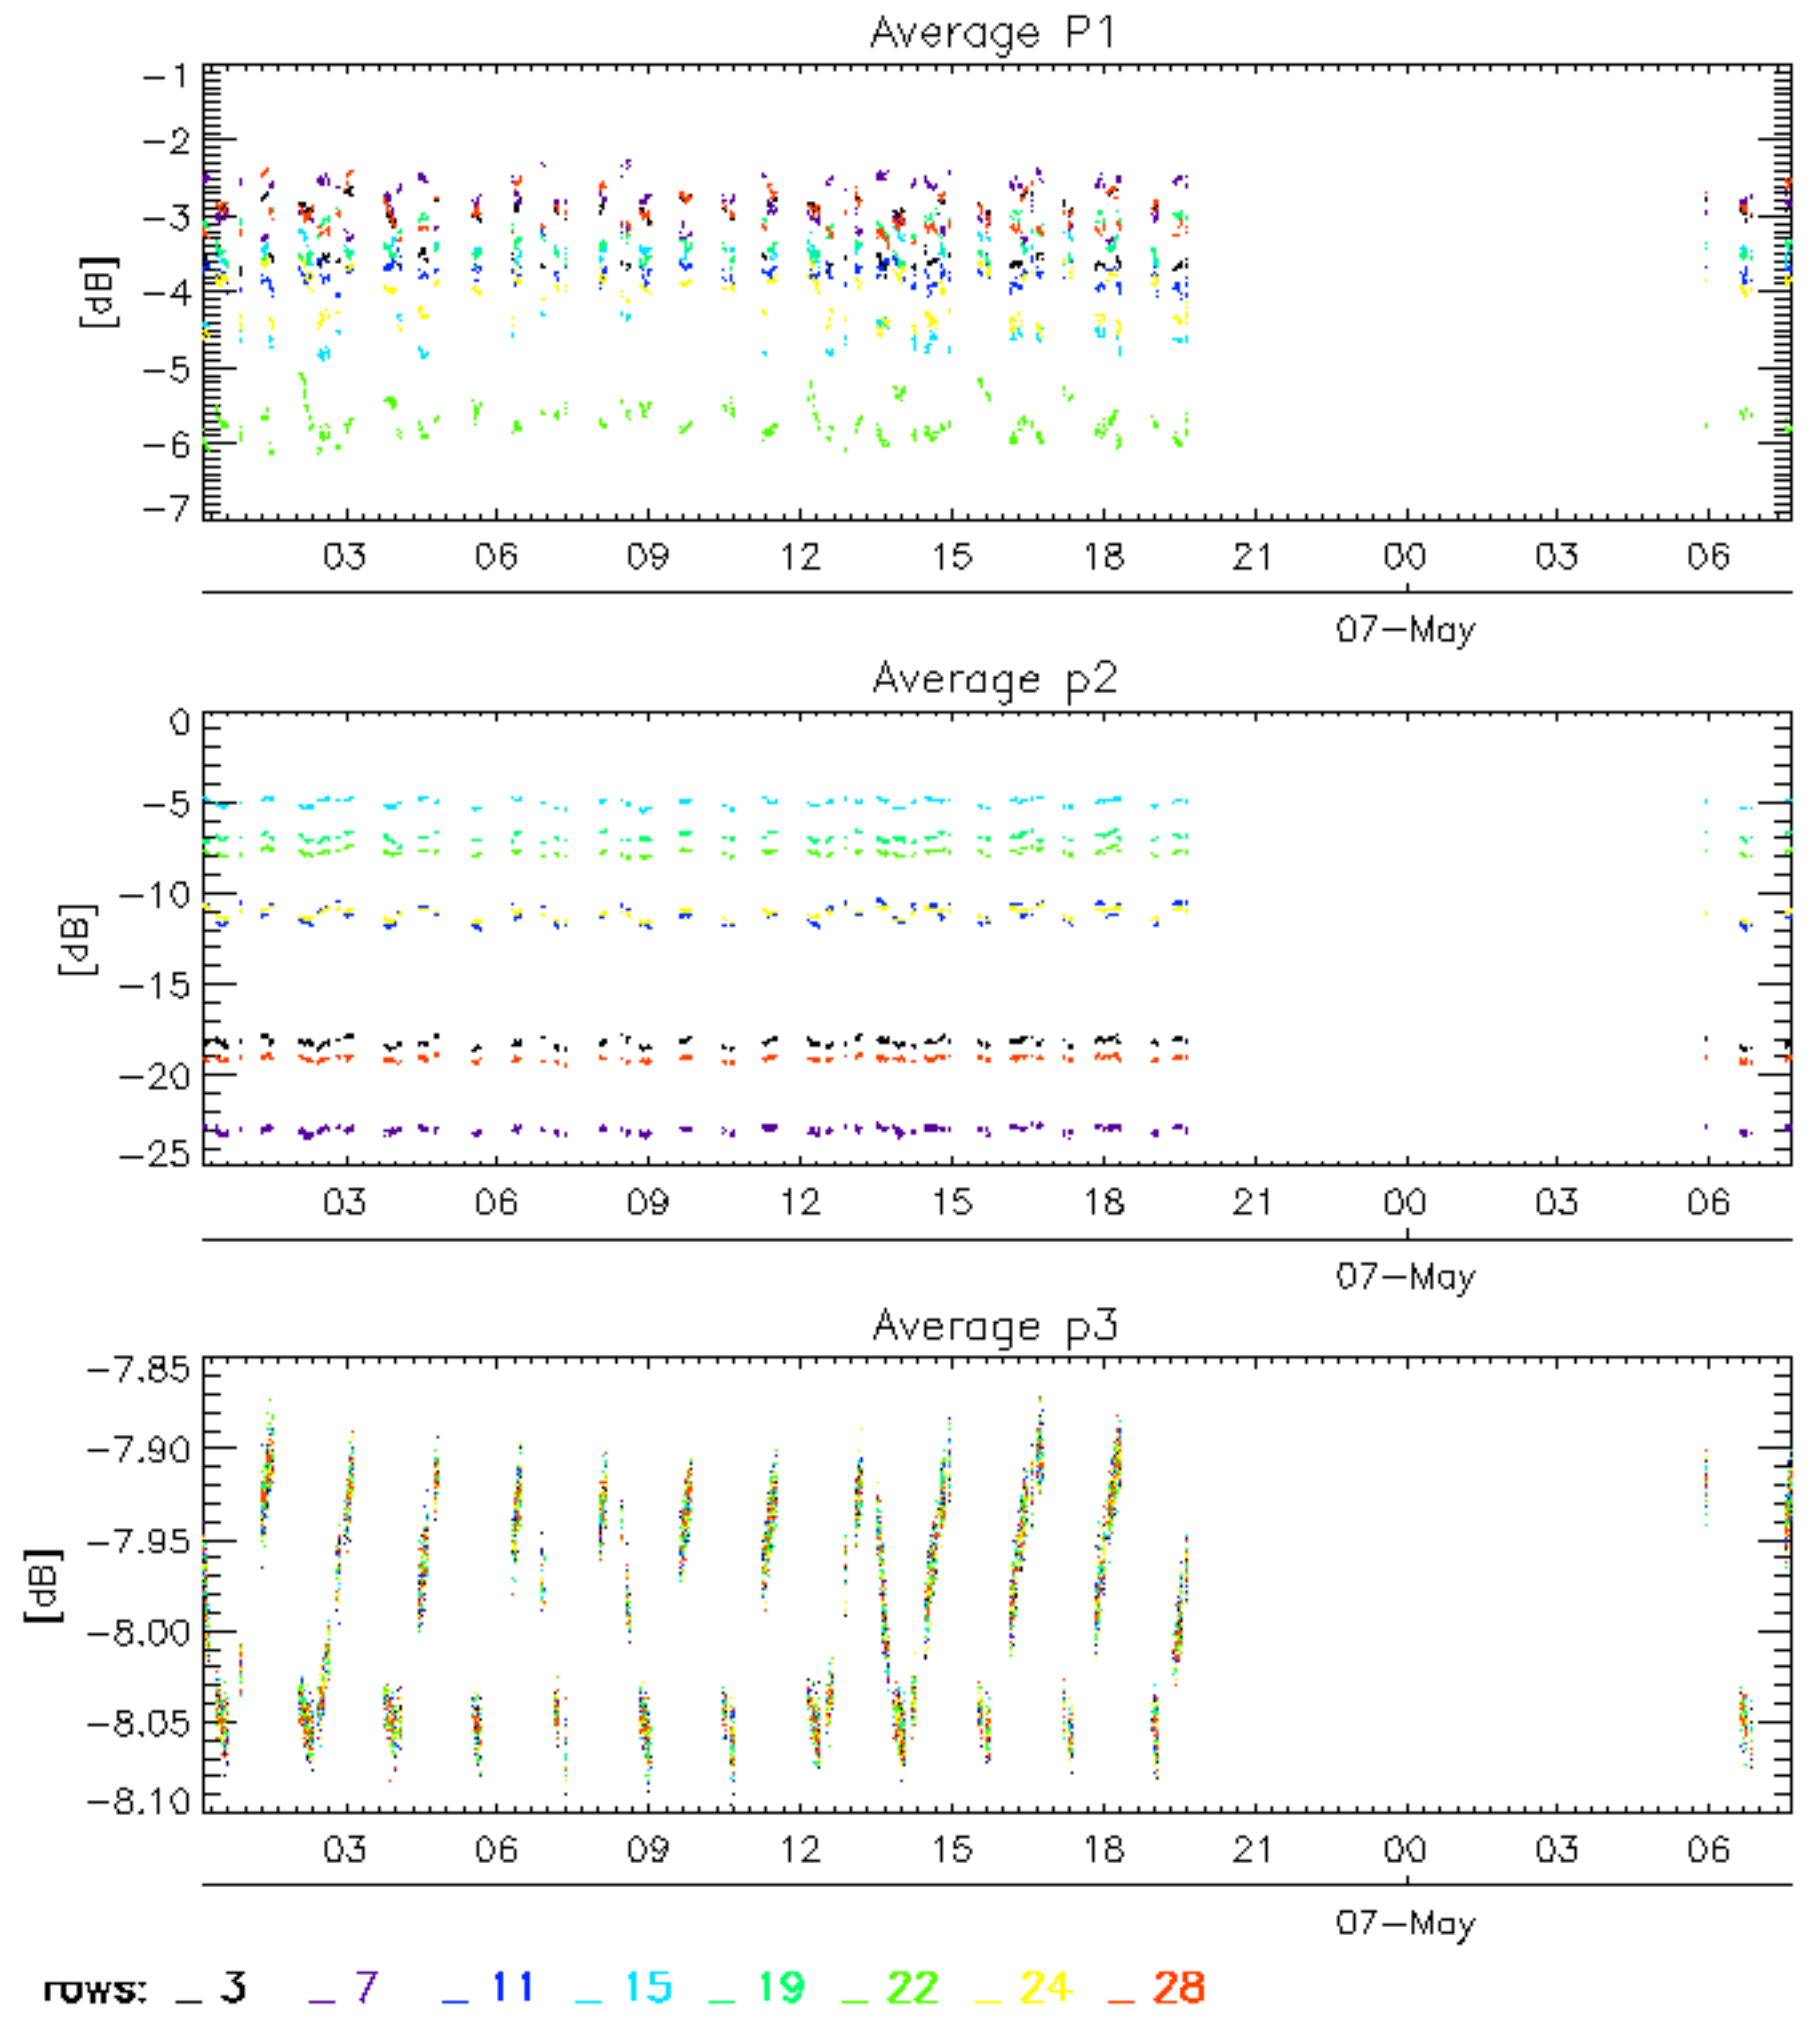 Average P1
-1
-2
-3
-4
-5
-6
-7
[dB]
03 06 09 12 15 18 21 00 03 06
07-May
Average p2
0
-5
-10
-15
-20
-25
[dB]
03 06 09 12 15 18 21 00 03 06
07-May
Average p3
-7.85
-7.90
-7.95
-8.00
-8.05
-8.10
[dB]
03 06 09 12 15 18 21 00 03 06
07-May
rows: _ 3 _ 7 _ 11 _ 15 _ 19 _ 22 _ 24 _ 28